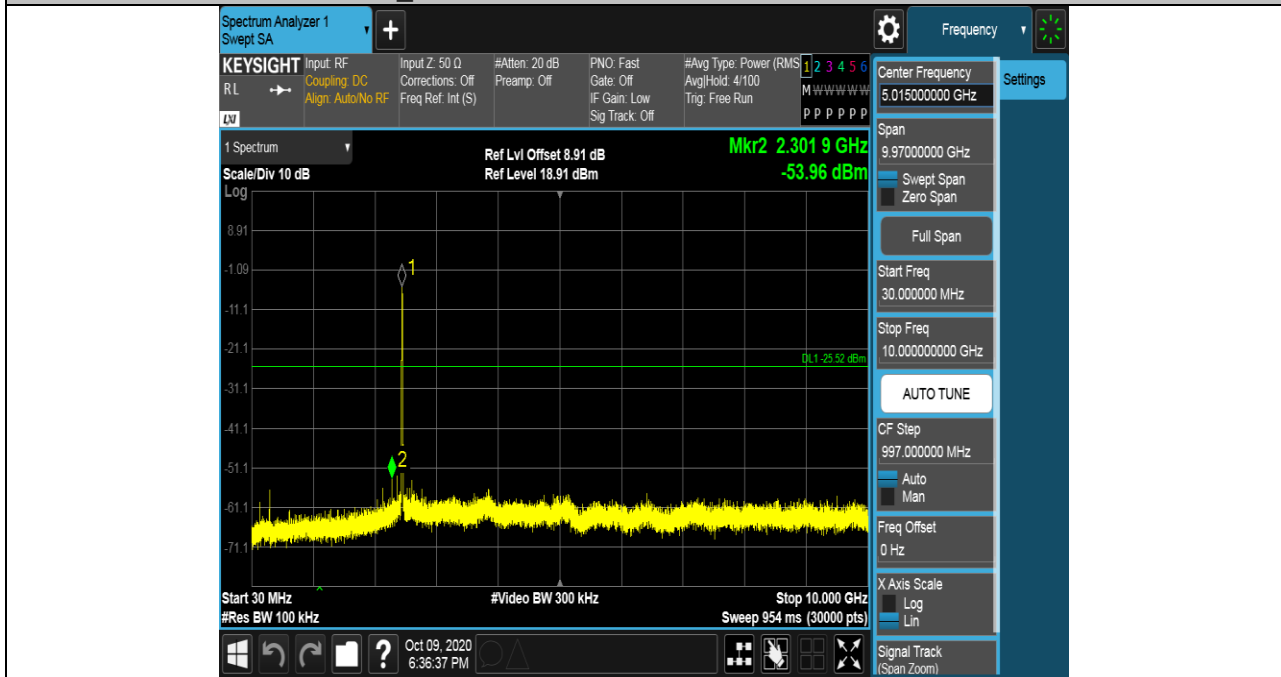 Spectrum Analyzer 1
Swept SA
+
Frequency
KEYSIGHT
RL
LXI
Input: RF
Coupling: DC
Align: Auto/No RF
Input Z: 50 Ω
Corrections: Off
Freq Ref: Int (S)
#Atten: 20 dB
Preamp: Off
PNO: Fast
Gate: Off
IF Gain: Low
Sig Track: Off
#Avg Type: Power (RMS
Avg|Hold: 4/100
Trig: Free Run
1 2 3 4 5 6
M W W W W W
P P P P P P
1 Spectrum
Scale/Div 10 dB
Ref Lvl Offset 8.91 dB
Ref Level 18.91 dBm
Mkr2 2.301 9 GHz
-53.96 dBm
Log
8.91
-1.09
-11.1
-21.1
-31.1
-41.1
-51.1
-61.1
-71.1
1
2
DL1 -25.52 dBm
Start 30 MHz
#Res BW 100 kHz
#Video BW 300 kHz
Stop 10.000 GHz
Sweep 954 ms (30000 pts)
Center Frequency
5.015000000 GHz
Settings
Span
9.97000000 GHz
Swept Span
Zero Span
Full Span
Start Freq
30.000000 MHz
Stop Freq
10.000000000 GHz
AUTO TUNE
CF Step
997.000000 MHz
Auto
Man
Freq Offset
0 Hz
X Axis Scale
Log
Lin
Signal Track
(Span Zoom)
?
Oct 09, 2020
6:36:37 PM